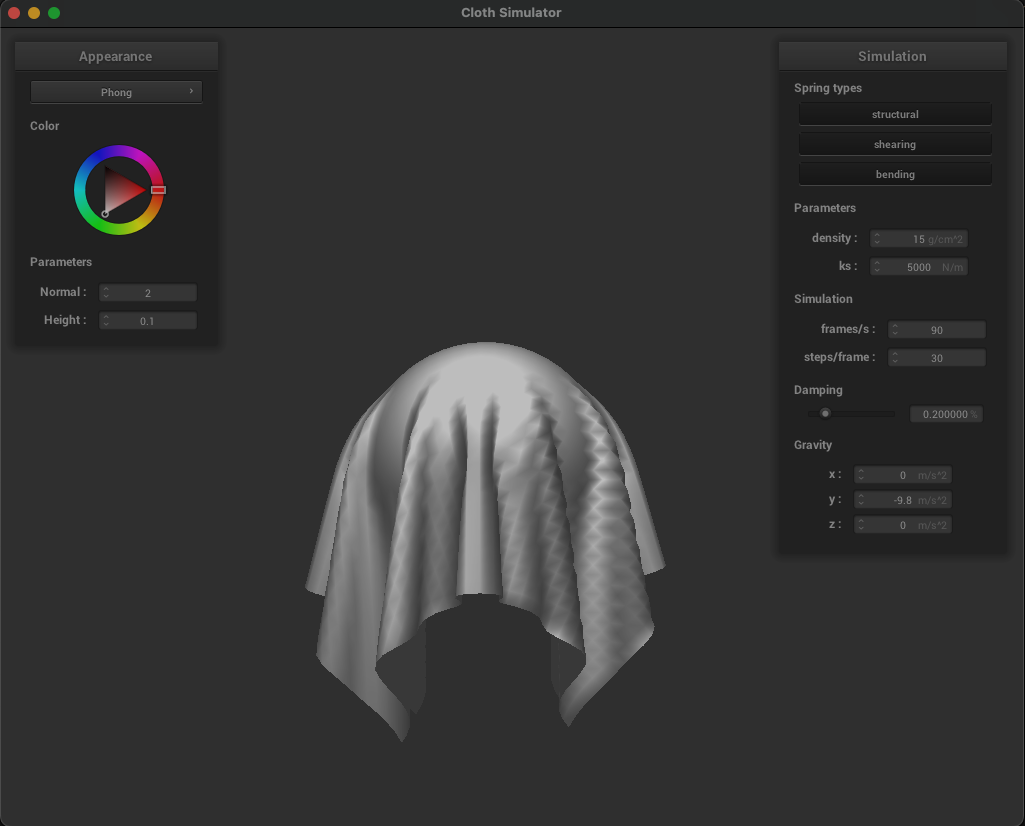 Cloth Simulator
Appearance
Phong
Color
Parameters
Normal : 2
Height : 0.1
Simulation
Spring types
structural
shearing
bending
Parameters
density : 15 g/cm^2
ks : 5000 N/m
Simulation
frames/s : 90
steps/frame : 30
Damping
0.200000 %
Gravity
x : 0 m/s^2
y : -9.8 m/s^2
z : 0 m/s^2